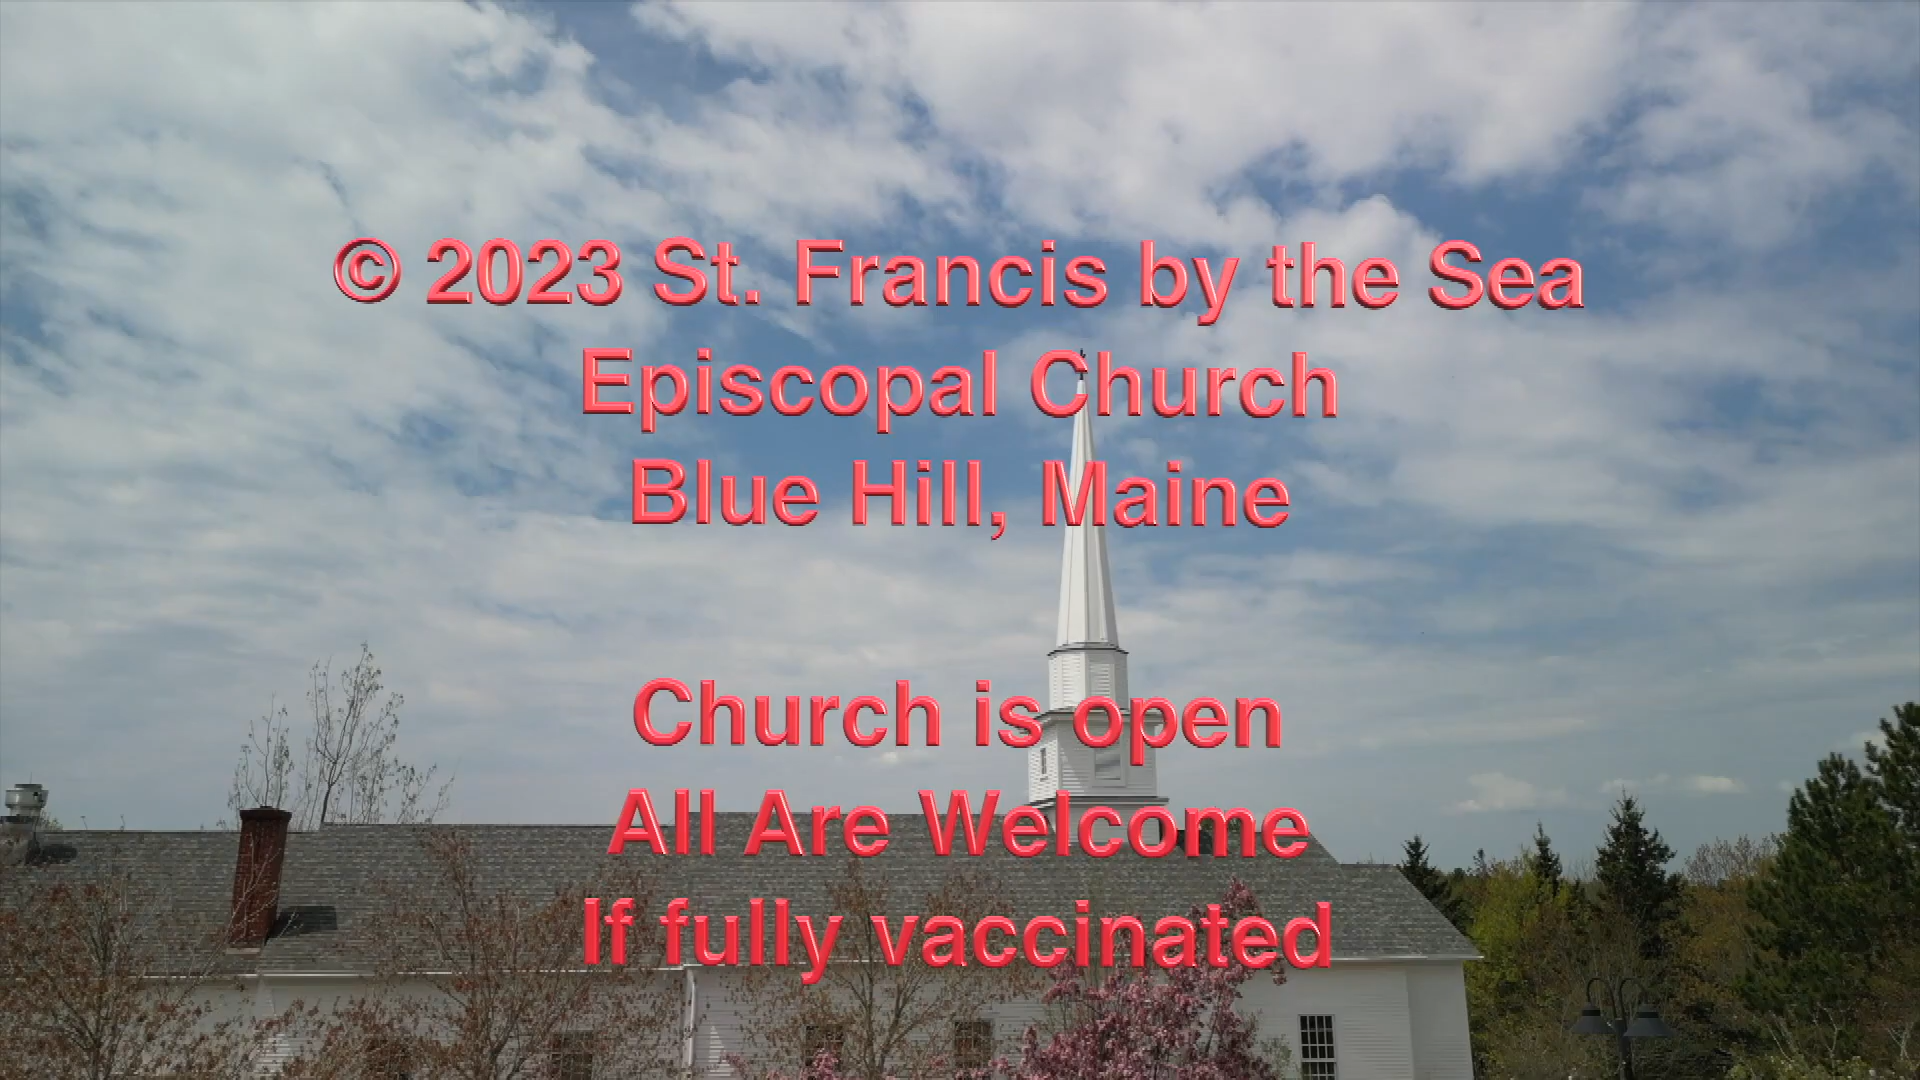 © 2023 St. Francis by the Sea
Episcopal Church
Blue Hill, Maine
Church is open
All Are Welcome
If fully vaccinated